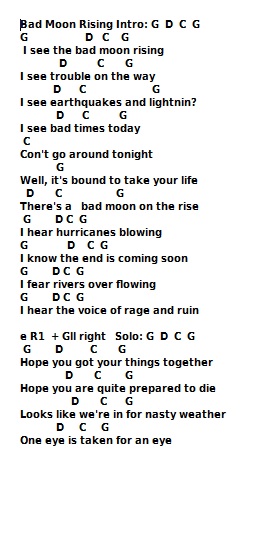 Bad Moon Rising Intro: G D C G
G D C G
I see the bad moon rising
D C G
I see trouble on the way
D C G
I see earthquakes and lightnin?
D C G
I see bad times today
C
Con't go around tonight
G
Well, it's bound to take your life
D C G
There's a bad moon on the rise
G D C G
I hear hurricanes blowing
G D C G
I know the end is coming soon
G D C G
I fear rivers over flowing
G D C G
I hear the voice of rage and ruin
e R1 + GII right Solo: G D C G
G D C G
Hope you got your things together
D C G
Hope you are quite prepared to die
D C G
Looks like we're in for nasty weather
D C G
One eye is taken for an eye